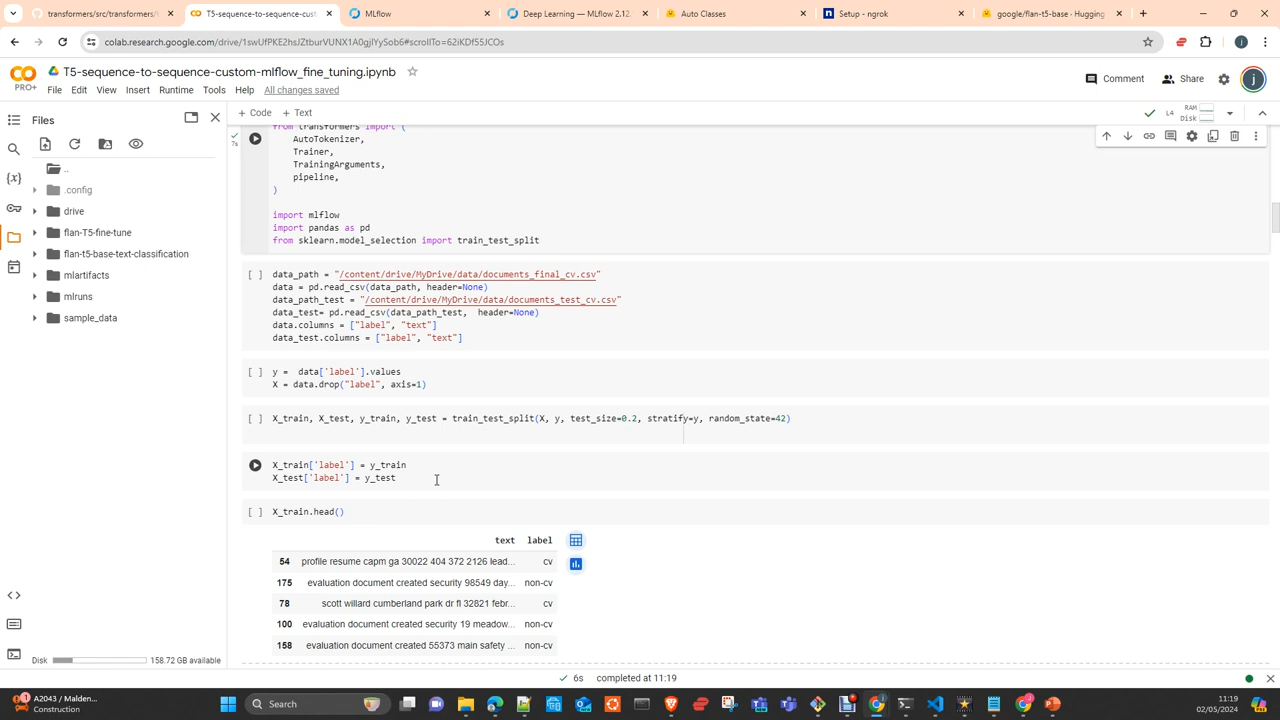 transformers/src/transformers/
T5-sequence-to-sequence-cust
MLflow
Deep Learning — MLflow 2.12.
Auto Classes
Setup - ngrok
google/flan-t5-base · Hugging
colab.research.google.com/drive/1swUfPKE2hsJZtburVUNX1A0gjlYySob6#scrollTo=62iKDf55JCOs
T5-sequence-to-sequence-custom-mlflow_fine_tuning.ipynb
PRO+
File Edit View Insert Runtime Tools Help All changes saved
Comment
Share
j
Files
+ Code + Text
L4
RAM
Disk
..
.config
drive
flan-T5-fine-tune
flan-t5-base-text-classification
mlartifacts
mlruns
sample_data
Disk
158.72 GB available
7s
from transformers import (
AutoTokenizer,
Trainer,
TrainingArguments,
pipeline,
)
import mlflow
import pandas as pd
from sklearn.model_selection import train_test_split
[ ] data_path = "/content/drive/MyDrive/data/documents_final_cv.csv"
data = pd.read_csv(data_path, header=None)
data_path_test = "/content/drive/MyDrive/data/documents_test_cv.csv"
data_test= pd.read_csv(data_path_test, header=None)
data.columns = ["label", "text"]
data_test.columns = ["label", "text"]
[ ] y = data['label'].values
X = data.drop("label", axis=1)
[ ] X_train, X_test, y_train, y_test = train_test_split(X, y, test_size=0.2, stratify=y, random_state=42)
X_train['label'] = y_train
X_test['label'] = y_test
[ ] X_train.head()
text label
54 profile resume capm ga 30022 404 372 2126 lead... cv
175 evaluation document created security 98549 day... non-cv
78 scott willard cumberland park dr fl 32821 febr... cv
100 evaluation document created security 19 meadow... non-cv
158 evaluation document created 55373 main safety ... non-cv
6s completed at 11:19
A2043 / Malden...
Construction
Search
11:19
02/05/2024